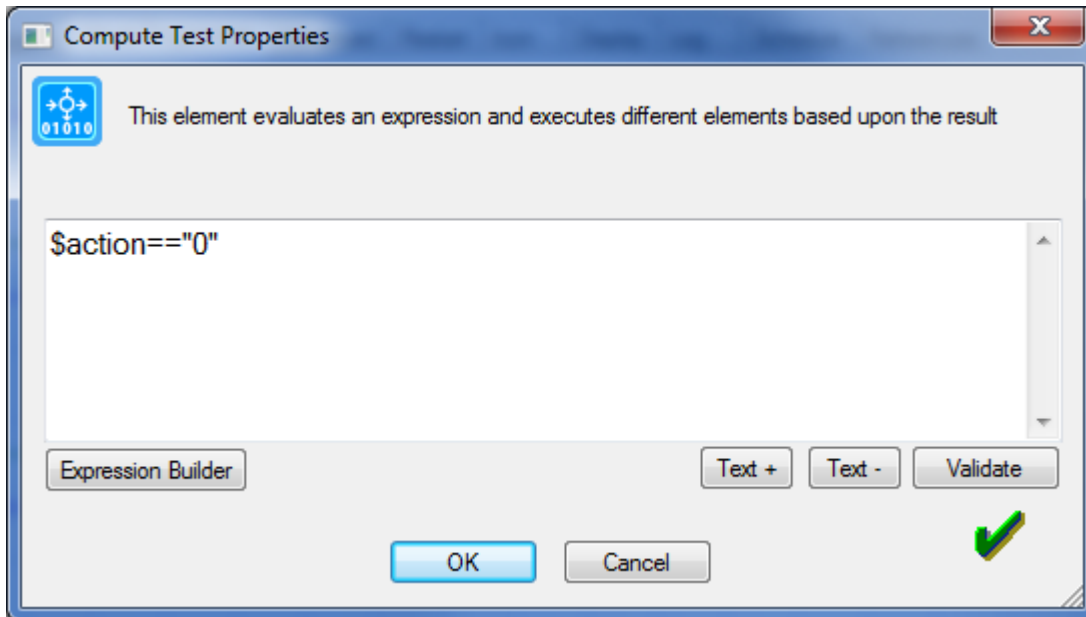 Compute Test Properties
01010
This element evaluates an expression and executes different elements based upon the result
$action=="0"
Expression Builder
Text +
Text -
Validate
OK
Cancel